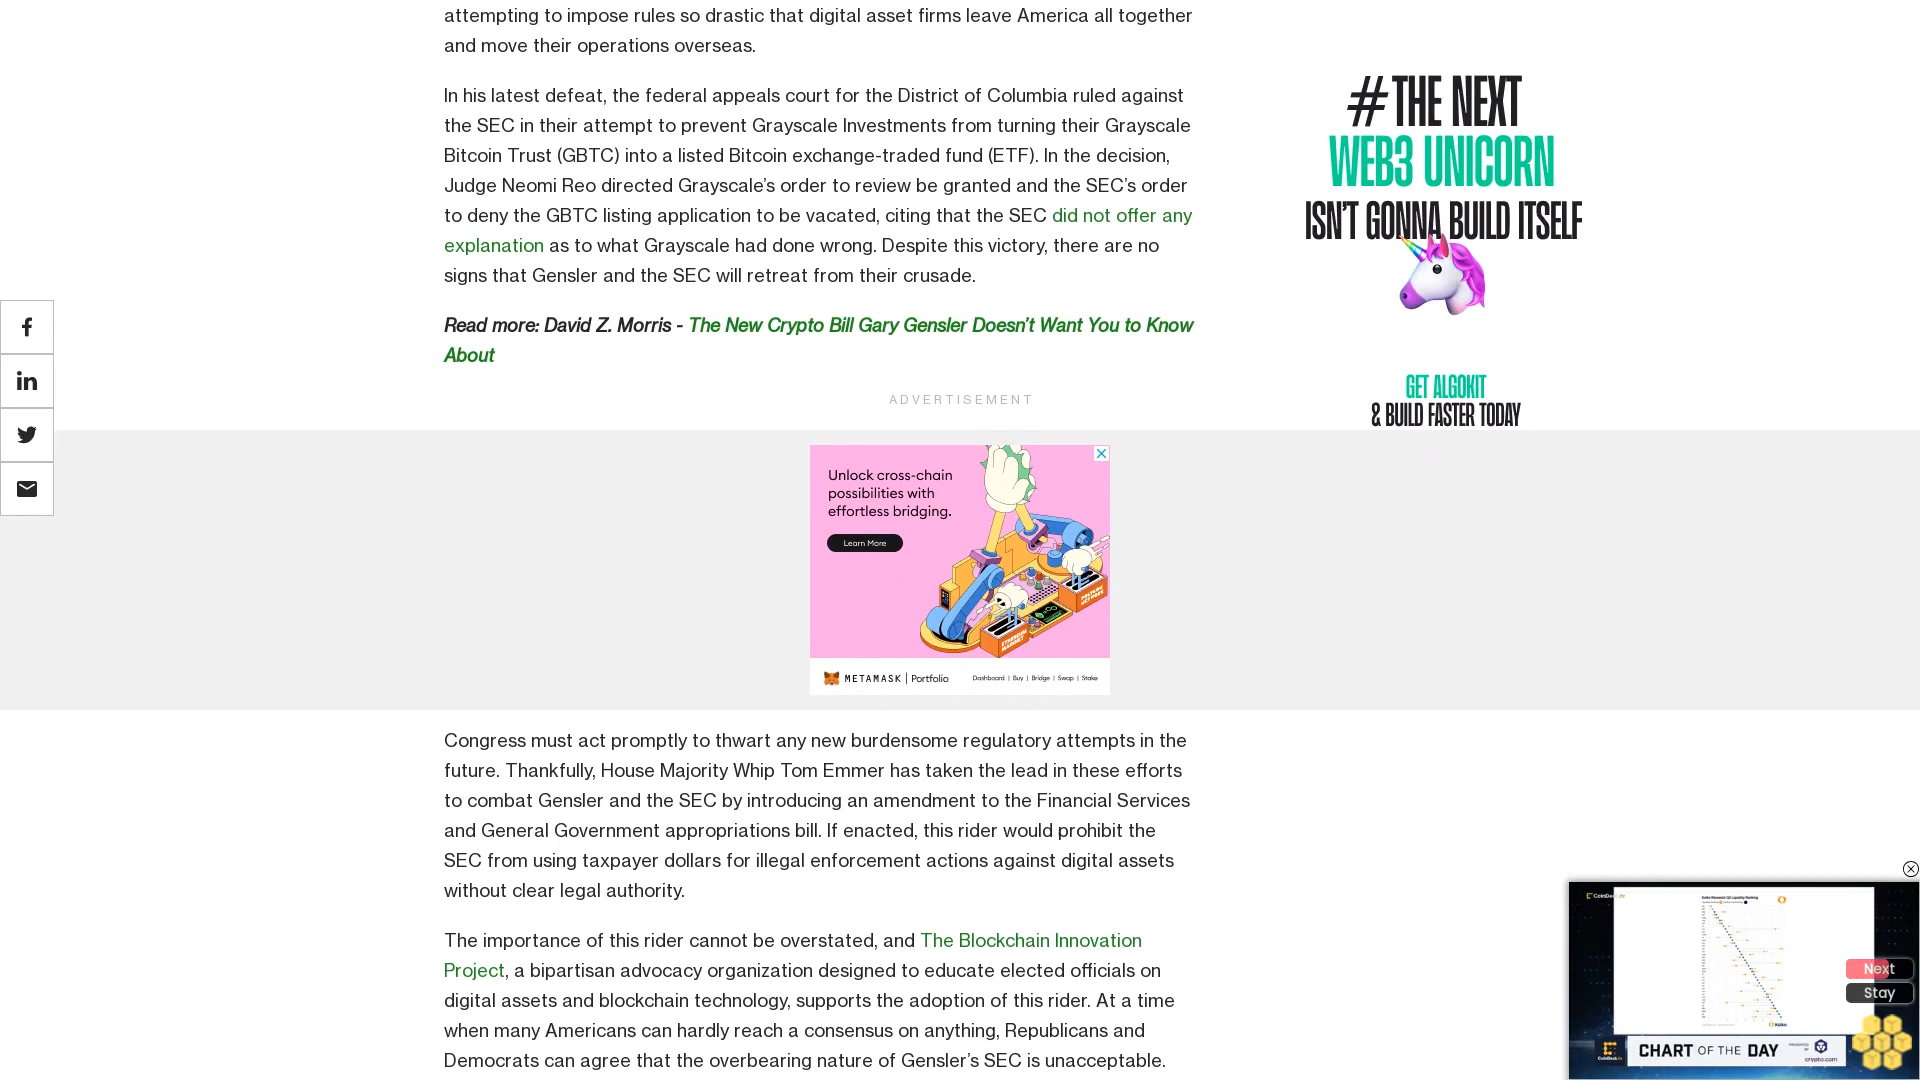 attempting to impose rules so drastic that digital asset firms leave America all together
and move their operations overseas.
In his latest defeat, the federal appeals court for the District of Columbia ruled against
the SEC in their attempt to prevent Grayscale Investments from turning their Grayscale
Bitcoin Trust (GBTC) into a listed Bitcoin exchange-traded fund (ETF). In the decision,
Judge Neomi Reo directed Grayscale’s order to review be granted and the SEC’s order
to deny the GBTC listing application to be vacated, citing that the SEC did not offer any
explanation as to what Grayscale had done wrong. Despite this victory, there are no
signs that Gensler and the SEC will retreat from their crusade.
Read more: David Z. Morris - The New Crypto Bill Gary Gensler Doesn’t Want You to Know
About
#THE NEXT
WEB3 UNICORN
ISN'T GONNA BUILD ITSELF
GET ALGOKIT
& BUILD FASTER TODAY
ADVERTISEMENT
Unlock cross-chain
possibilities with
effortless bridging.
Learn More
POLYGON NETWORK
ETHEREUM MAINNET
METAMASK | Portfolio
Dashboard | Buy | Bridge | Swap | Stake
Congress must act promptly to thwart any new burdensome regulatory attempts in the
future. Thankfully, House Majority Whip Tom Emmer has taken the lead in these efforts
to combat Gensler and the SEC by introducing an amendment to the Financial Services
and General Government appropriations bill. If enacted, this rider would prohibit the
SEC from using taxpayer dollars for illegal enforcement actions against digital assets
without clear legal authority.
The importance of this rider cannot be overstated, and The Blockchain Innovation
Project, a bipartisan advocacy organization designed to educate elected officials on
digital assets and blockchain technology, supports the adoption of this rider. At a time
when many Americans can hardly reach a consensus on anything, Republicans and
Democrats can agree that the overbearing nature of Gensler’s SEC is unacceptable.
Next
Stay
CHART OF THE DAY
crypto.com